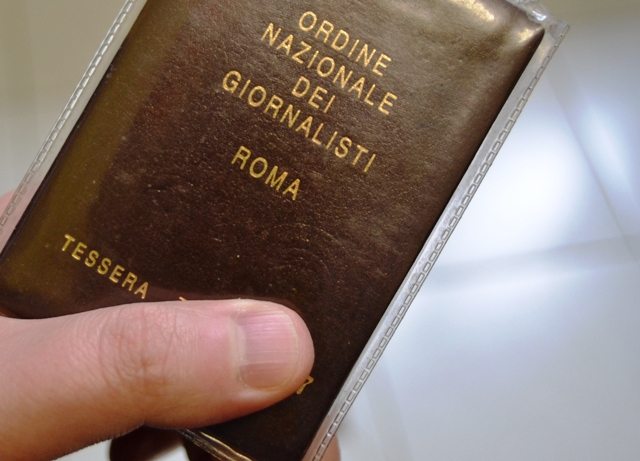 ORDINE
NAZIONALE
DEI
GIORNALISTI
ROMA
TESSERA